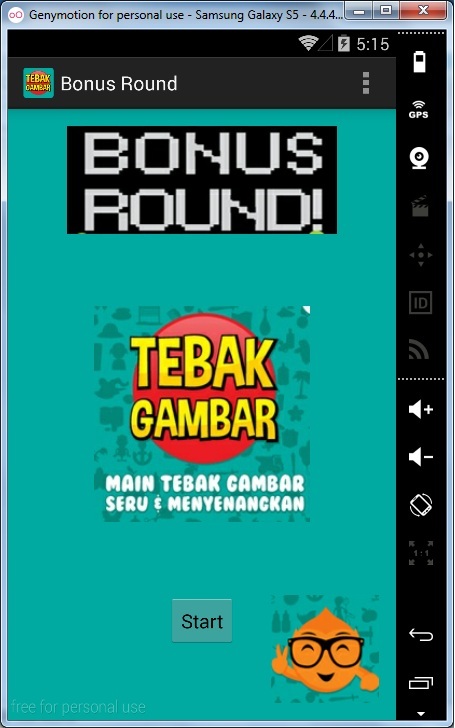 Genymotion for personal use - Samsung Galaxy S5 - 4.4.4...
5:15
TEBAK
GAMBAR
Bonus Round
GPS
BONUS
ROUND!
ID
TEBAK
GAMBAR
MAIN TEBAK GAMBAR
SERU & MENYENANGKAN
1:1
Start
free for personal use